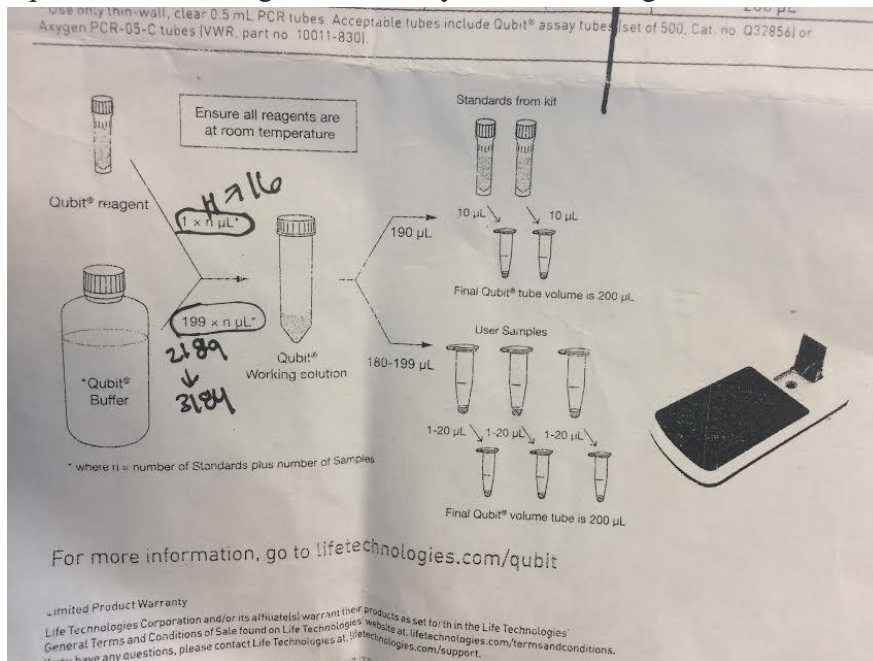 Use only thin-wall, clear 0.5 mL PCR tubes. Acceptable tubes include Qubit® assay tubes (set of 500, Cat. no. Q32856) or
Axygen PCR-05-C tubes (VWR, part no. 10011-830).
Ensure all reagents are
at room temperature
Standards from kit
Qubit® reagent
11 → 16
1 × n µL*
10 µL
10 µL
190 µL
Final Qubit® tube volume is 200 µL
199 × n µL*
2189
↓
3184
*Qubit®
Buffer
Qubit®
Working solution
User Samples
180-199 µL
1-20 µL
1-20 µL
1-20 µL
* where n = number of Standards plus number of Samples
Final Qubit® volume tube is 200 µL
For more information, go to lifetechnologies.com/qubit
Limited Product Warranty
Life Technologies Corporation and/or its affiliate(s) warrant their products as set forth in the Life Technologies'
General Terms and Conditions of Sale found on Life Technologies' website at. lifetechnologies.com/termsandconditions.
have any questions, please contact Life Technologies at. lifetechnologies.com/support.